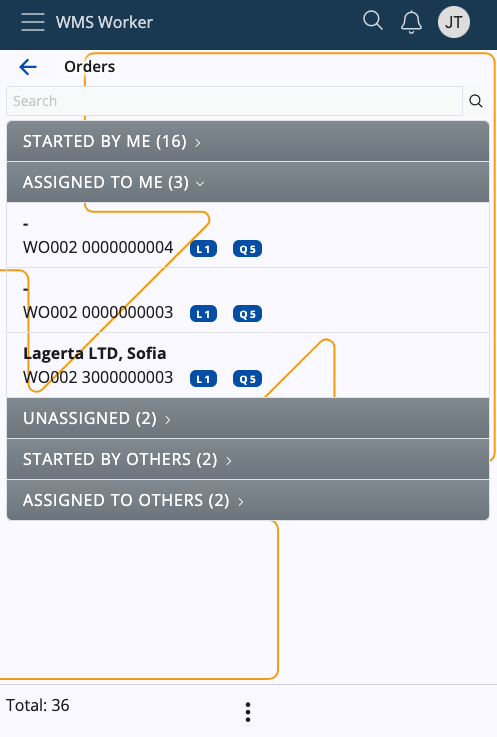 WMS Worker
JT
Orders
Search
STARTED BY ME (16)
ASSIGNED TO ME (3)
-
WO002 0000000004 L1 Q5
-
WO002 0000000003 L1 Q5
Lagerta LTD, Sofia
WO002 3000000003 L1 Q5
UNASSIGNED (2)
STARTED BY OTHERS (2)
ASSIGNED TO OTHERS (2)
Total: 36